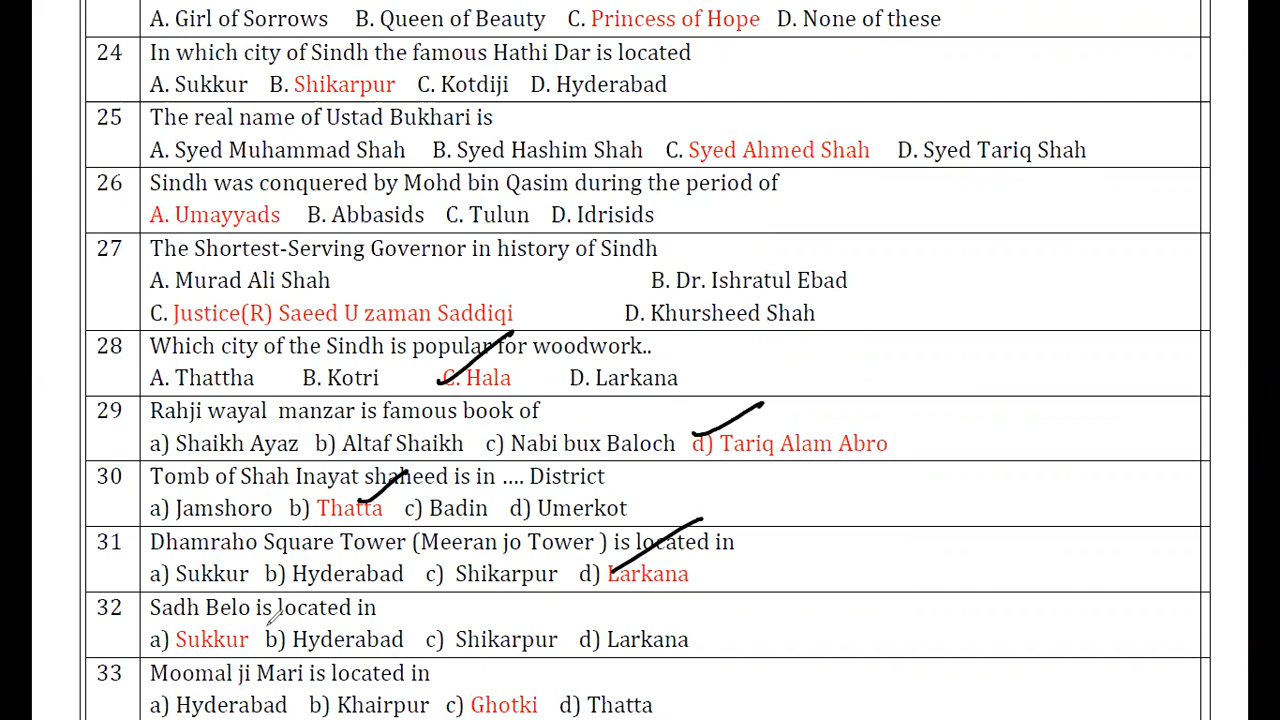 A. Girl of Sorrows B. Queen of Beauty C. Princess of Hope D. None of these
24 In which city of Sindh the famous Hathi Dar is located
A. Sukkur B. Shikarpur C. Kotdiji D. Hyderabad
25 The real name of Ustad Bukhari is
A. Syed Muhammad Shah B. Syed Hashim Shah C. Syed Ahmed Shah D. Syed Tariq Shah
26 Sindh was conquered by Mohd bin Qasim during the period of
A. Umayyads B. Abbasids C. Tulun D. Idrisids
27 The Shortest-Serving Governor in history of Sindh
A. Murad Ali Shah B. Dr. Ishratul Ebad
C. Justice(R) Saeed U zaman Saddiqi D. Khursheed Shah
28 Which city of the Sindh is popular for woodwork..
A. Thattha B. Kotri C. Hala D. Larkana
29 Rahji wayal manzar is famous book of
a) Shaikh Ayaz b) Altaf Shaikh c) Nabi bux Baloch d) Tariq Alam Abro
30 Tomb of Shah Inayat shaheed is in .... District
a) Jamshoro b) Thatta c) Badin d) Umerkot
31 Dhamraho Square Tower (Meeran jo Tower ) is located in
a) Sukkur b) Hyderabad c) Shikarpur d) Larkana
32 Sadh Belo is located in
a) Sukkur b) Hyderabad c) Shikarpur d) Larkana
33 Moomal ji Mari is located in
a) Hyderabad b) Khairpur c) Ghotki d) Thatta